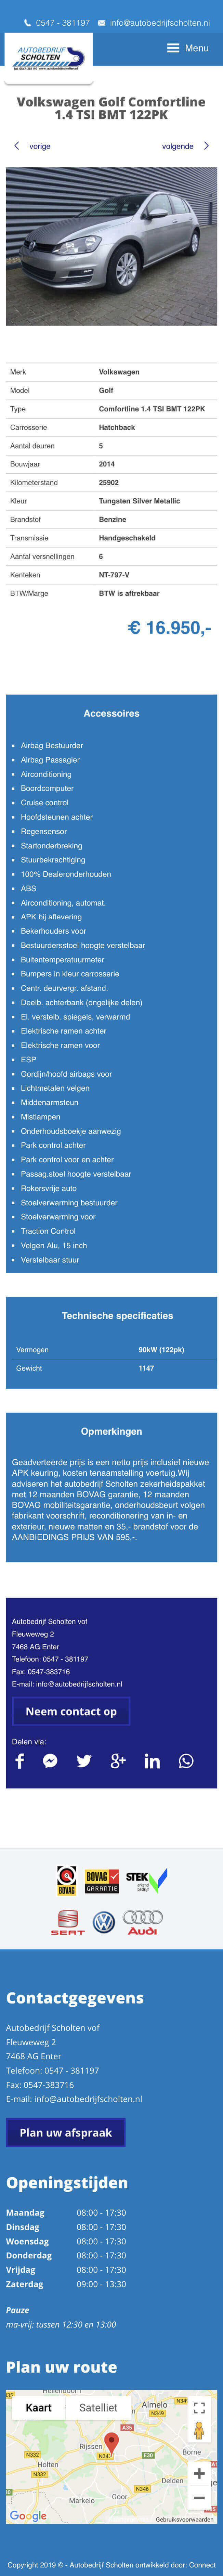 0547 - 381197 info@autobedrijfscholten.nl
AUTOBEDRIJF
SCHOLTEN
Menu
Volkswagen Golf Comfortline
1.4 TSI BMT 122PK
vorige volgende
Merk Volkswagen
Model Golf
Type Comfortline 1.4 TSI BMT 122PK
Carrosserie Hatchback
Aantal deuren 5
Bouwjaar 2014
Kilometerstand 25902
Kleur Tungsten Silver Metallic
Brandstof Benzine
Transmissie Handgeschakeld
Aantal versnellingen 6
Kenteken NT-797-V
BTW/Marge BTW is aftrekbaar
€ 16.950,-
Accessoires
Airbag Bestuurder
Airbag Passagier
Airconditioning
Boordcomputer
Cruise control
Hoofdsteunen achter
Regensensor
Startonderbreking
Stuurbekrachtiging
100% Dealeronderhouden
ABS
Airconditioning, automat.
APK bij aflevering
Bekerhouders voor
Bestuurdersstoel hoogte verstelbaar
Buitentemperatuurmeter
Bumpers in kleur carrosserie
Centr. deurvergr. afstand.
Deelb. achterbank (ongelijke delen)
El. verstelb. spiegels, verwarmd
Elektrische ramen achter
Elektrische ramen voor
ESP
Gordijn/hoofd airbags voor
Lichtmetalen velgen
Middenarmsteun
Mistlampen
Onderhoudsboekje aanwezig
Park control achter
Park control voor en achter
Passag.stoel hoogte verstelbaar
Rokersvrije auto
Stoelverwarming bestuurder
Stoelverwarming voor
Traction Control
Velgen Alu, 15 inch
Verstelbaar stuur
Technische specificaties
Vermogen 90kW (122pk)
Gewicht 1147
Opmerkingen
Geadverteerde prijs is een netto prijs inclusief nieuwe
APK keuring, kosten tenaamstelling voertuig.Wij
adviseren het autobedrijf Scholten zekerheidspakket
met 12 maanden BOVAG garantie, 12 maanden
BOVAG mobiliteitsgarantie, onderhoudsbeurt volgen
fabrikant voorschrift, reconditionering van in- en
exterieur, nieuwe matten en 35,- brandstof voor de
AANBIEDINGS PRIJS VAN 595,-.
Autobedrijf Scholten vof
Fleuweweg 2
7468 AG Enter
Telefoon: 0547 - 381197
Fax: 0547-383716
E-mail: info@autobedrijfscholten.nl
Neem contact op
Delen via:
BOVAG
BOVAG
GARANTIE
STEK
erkend
bedrijf
SEAT
Audi
Contactgegevens
Autobedrijf Scholten vof
Fleuweweg 2
7468 AG Enter
Telefoon: 0547 - 381197
Fax: 0547-383716
E-mail: info@autobedrijfscholten.nl
Plan uw afspraak
Openingstijden
Maandag 08:00 - 17:30
Dinsdag 08:00 - 17:30
Woensdag 08:00 - 17:30
Donderdag 08:00 - 17:30
Vrijdag 08:00 - 17:30
Zaterdag 09:00 - 13:30
Pauze
ma-vrij: tussen 12:30 en 13:00
Plan uw route
Hellendoorn
Kaart Satelliet
Almelo
N349
A35
Rijssen
N332
N347
E30
Borne
Holten
N332
Delden
Goor
N346
Markelo
Google
Gebruiksvoorwaarden
Copyright 2019 © - Autobedrijf Scholten ontwikkeld door: Connect